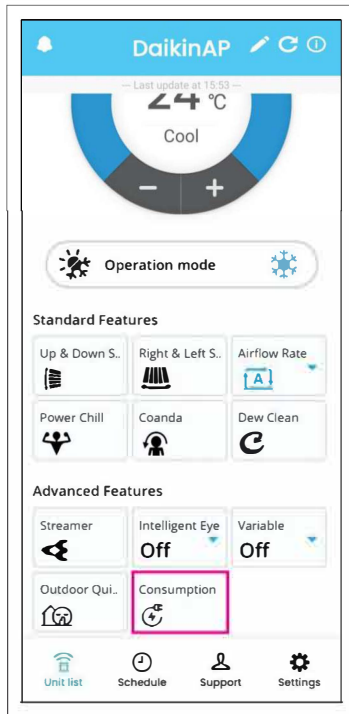 DaikinAP
Last update at 15:53
24 °C
Cool
− +
Operation mode
Standard Features
Up & Down S.. Right & Left S.. Airflow Rate
A
Power Chill Coanda Dew Clean
Advanced Features
Streamer Intelligent Eye Variable
Off Off
Outdoor Qui.. Consumption
Unit list Schedule Support Settings